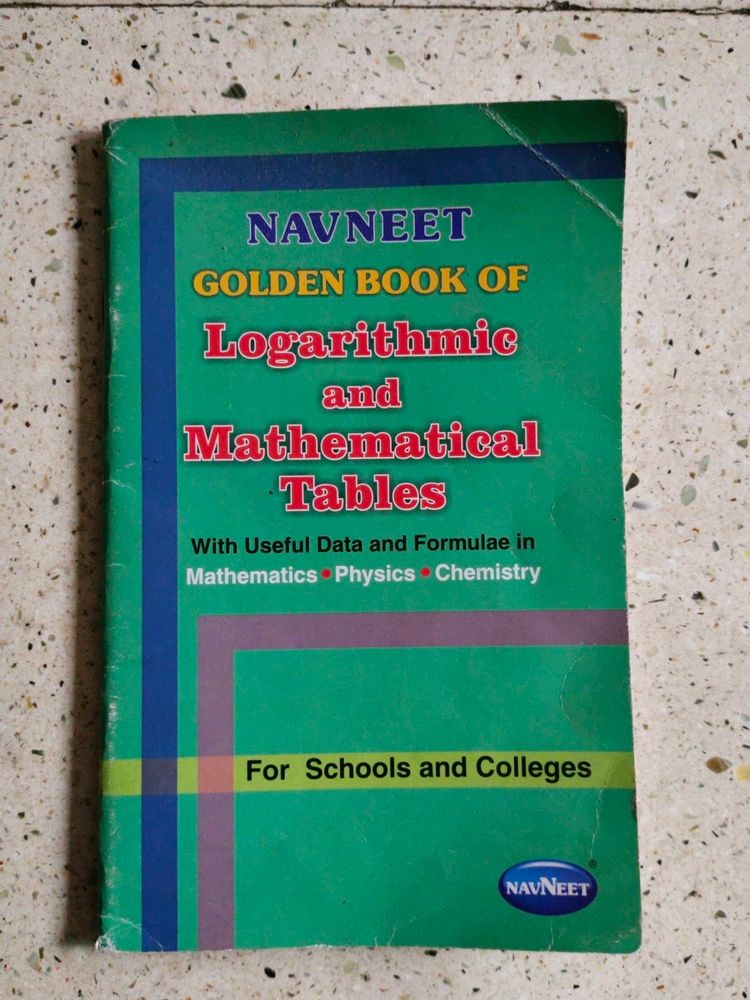 NAVNEET
GOLDEN BOOK OF
Logarithmic
and
Mathematical
Tables
With Useful Data and Formulae in
Mathematics • Physics • Chemistry
For Schools and Colleges
NAVNEET ®